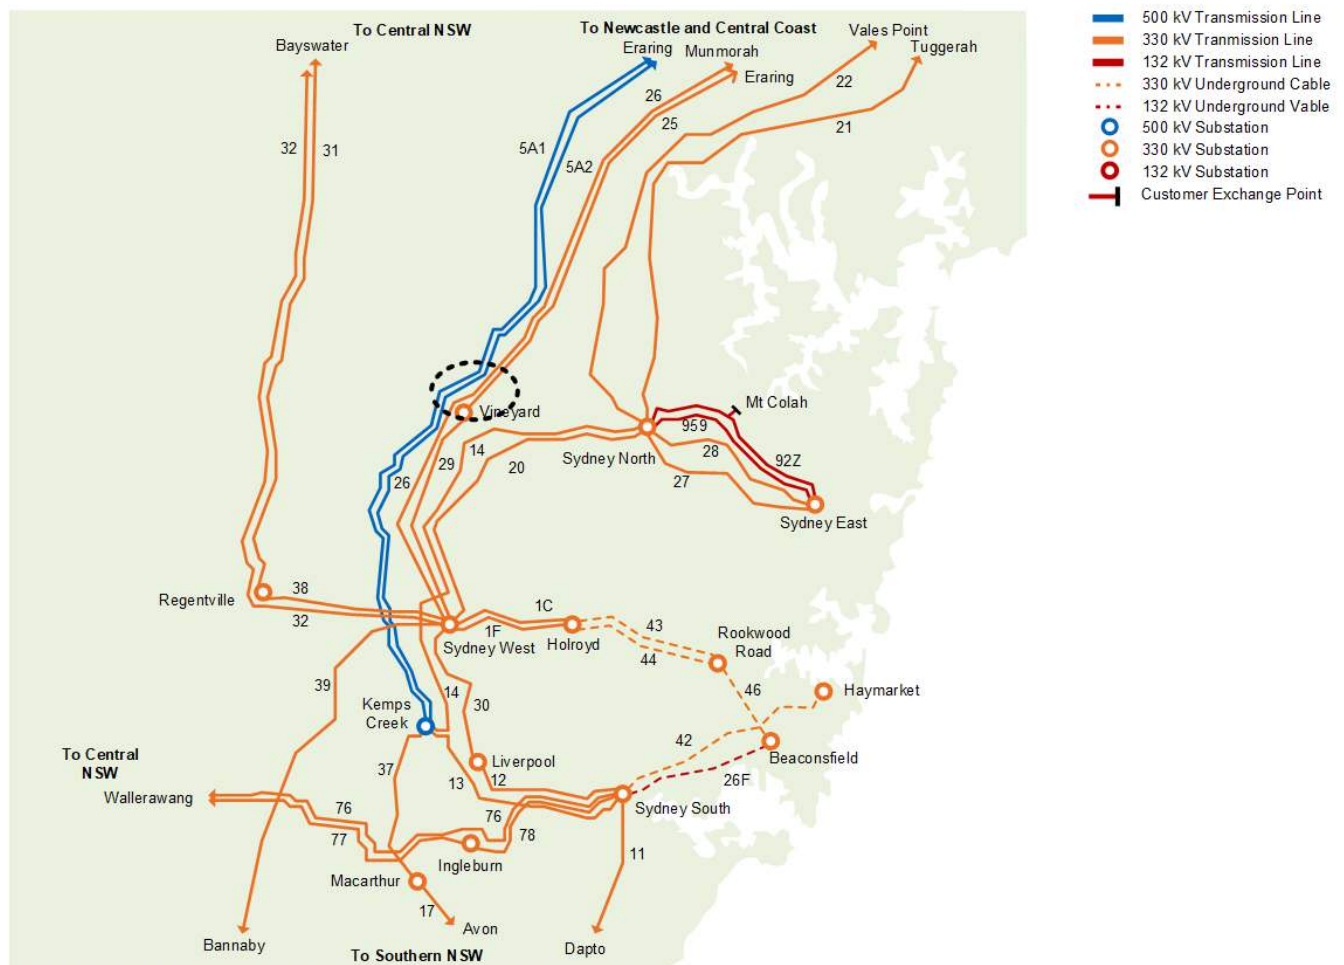 To Central NSW
Bayswater
To Newcastle and Central Coast
Eraring
Munmorah
Eraring
Vales Point
Tuggerah
500 kV Transmission Line
330 kV Tranmission Line
132 kV Transmission Line
330 kV Underground Cable
132 kV Underground Vable
500 kV Substation
330 kV Substation
132 kV Substation
Customer Exchange Point
22
26
25
21
32
31
5A1
5A2
Vineyard
Mt Colah
959
14
28
29
20
Sydney North
92Z
26
27
Sydney East
38
Regentville
32
1C
1F
Sydney West
Holroyd
43
44
Rookwood
Road
46
Haymarket
39
14
30
Kemps
Creek
42
To Central
NSW
Liverpool
Beaconsfield
37
13
12
26F
Wallerawang
76
77
76
78
Sydney South
Ingleburn
11
Macarthur
17
Avon
Bannaby
Dapto
To Southern NSW